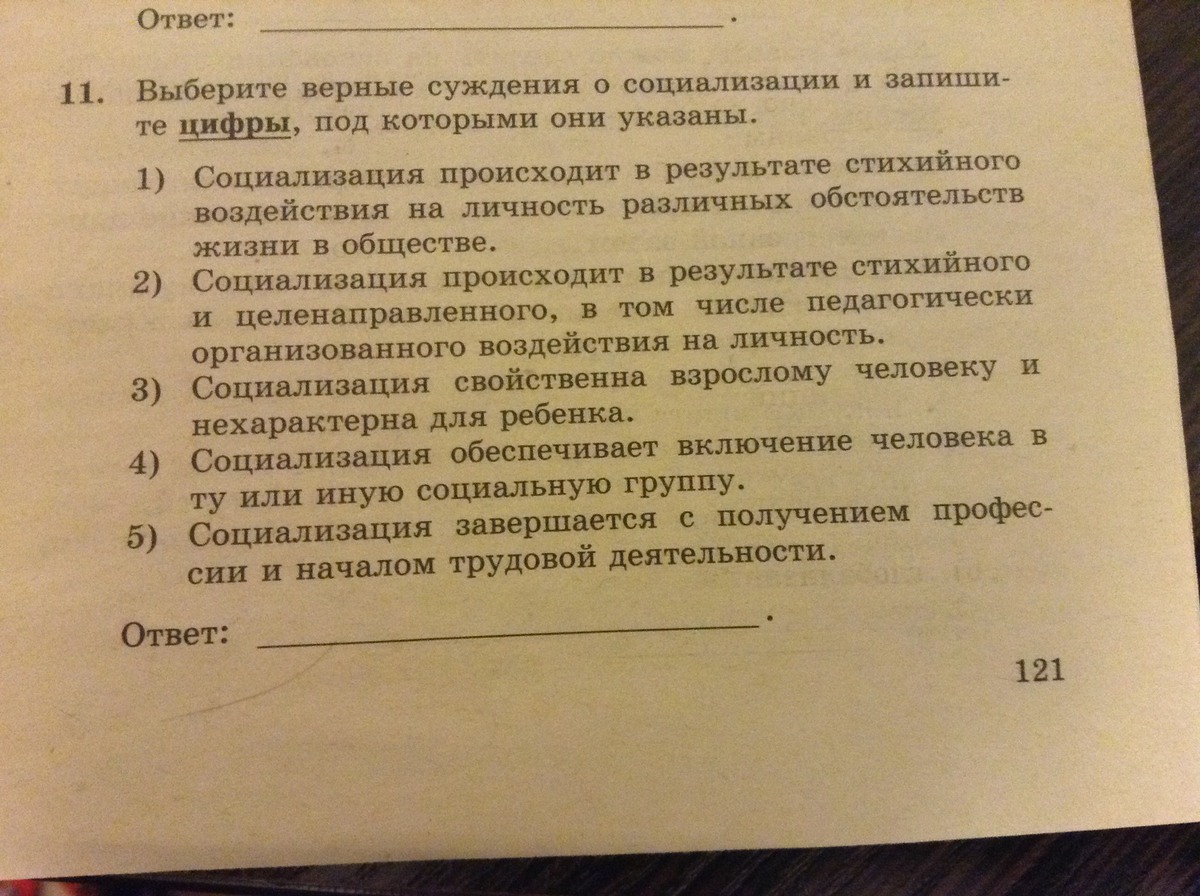 Ответ: ______________________.
11. Выберите верные суждения о социализации и запиши-
те цифры, под которыми они указаны.
1) Социализация происходит в результате стихийного
воздействия на личность различных обстоятельств
жизни в обществе.
2) Социализация происходит в результате стихийного
и целенаправленного, в том числе педагогически
организованного воздействия на личность.
3) Социализация свойственна взрослому человеку и
нехарактерна для ребенка.
4) Социализация обеспечивает включение человека в
ту или иную социальную группу.
5) Социализация завершается с получением профес-
сии и началом трудовой деятельности.
Ответ: ______________________.
121